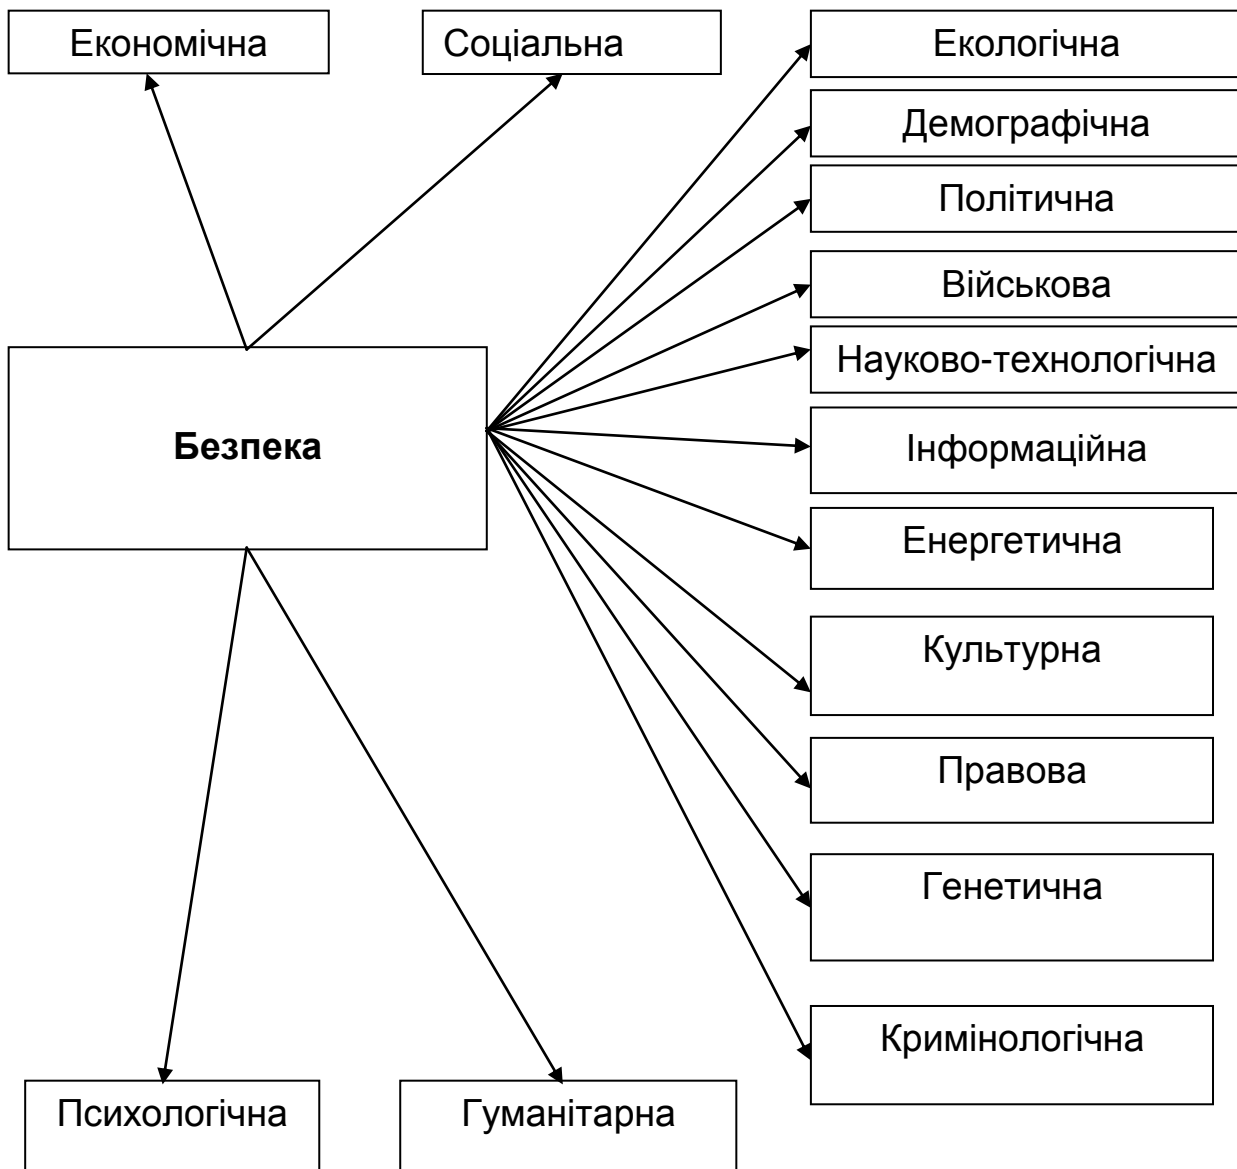 Економічна
Соціальна
Екологічна
Демографічна
Політична
Військова
Науково-технологічна
Безпека
Інформаційна
Енергетична
Культурна
Правова
Генетична
Кримінологічна
Психологічна
Гуманітарна